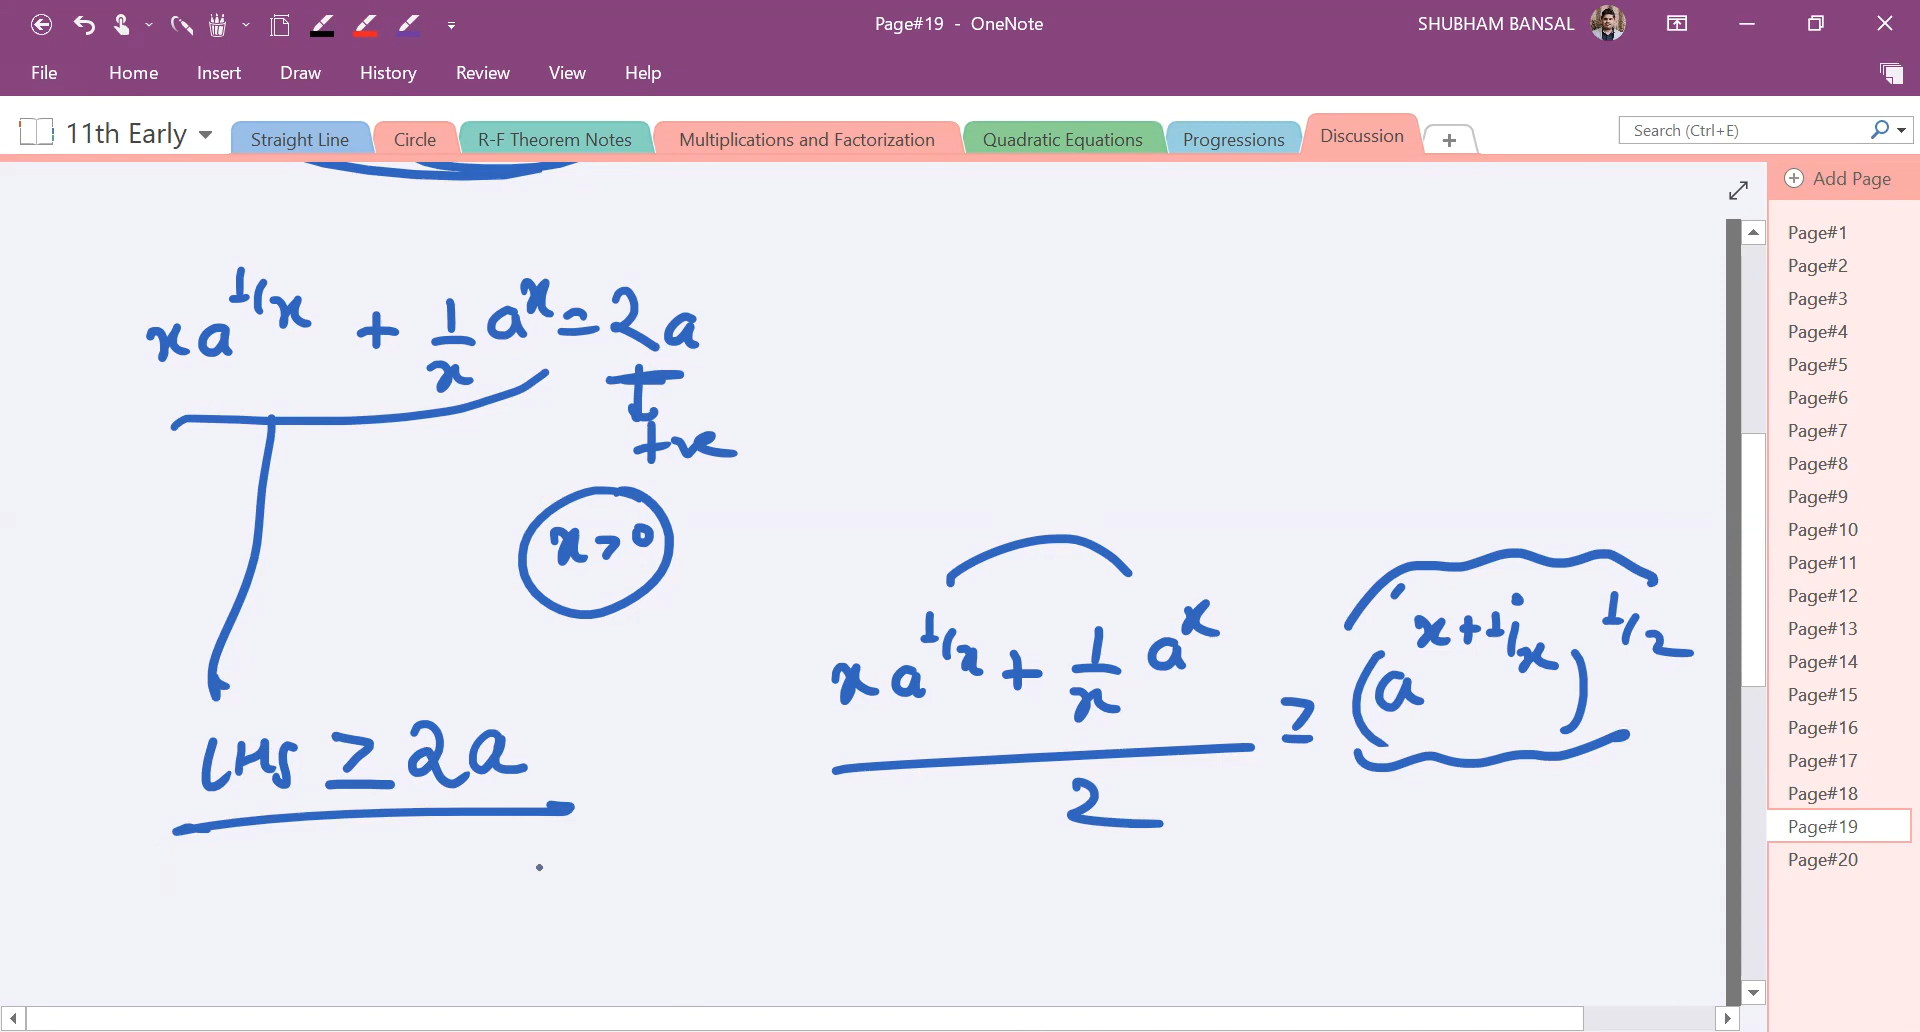 Page#19 - OneNote
SHUBHAM BANSAL
File Home Insert Draw History Review View Help
11th Early
Straight Line Circle R-F Theorem Notes Multiplications and Factorization Quadratic Equations Progressions Discussion
Search (Ctrl+E)
Add Page
Page#1
Page#2
Page#3
Page#4
Page#5
Page#6
Page#7
Page#8
Page#9
Page#10
Page#11
Page#12
Page#13
Page#14
Page#15
Page#16
Page#17
Page#18
Page#19
Page#20
xa^{1/x} + \frac{1}{x} a^x = 2a
+ve
x > 0
\frac{xa^{1/x} + \frac{1}{x} a^x}{2} ≥ (a^{x+1/x})^{1/2}
LHS ≥ 2a